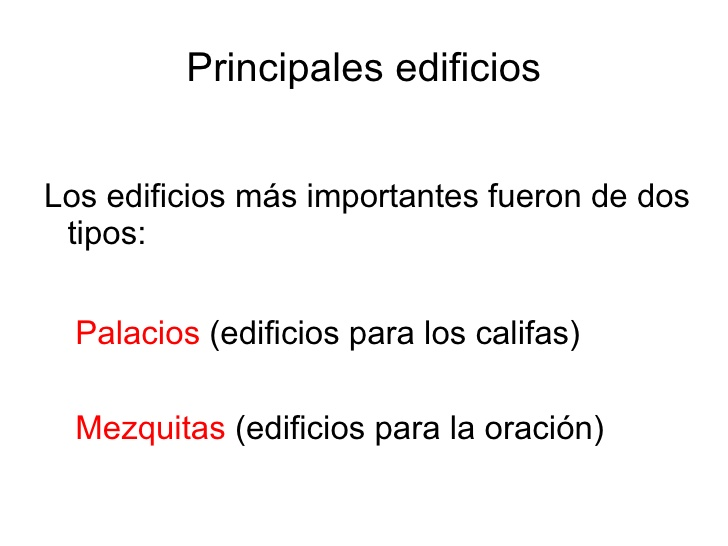 Principales edificios
Los edificios más importantes fueron de dos
tipos:
Palacios (edificios para los califas)
Mezquitas (edificios para la oración)